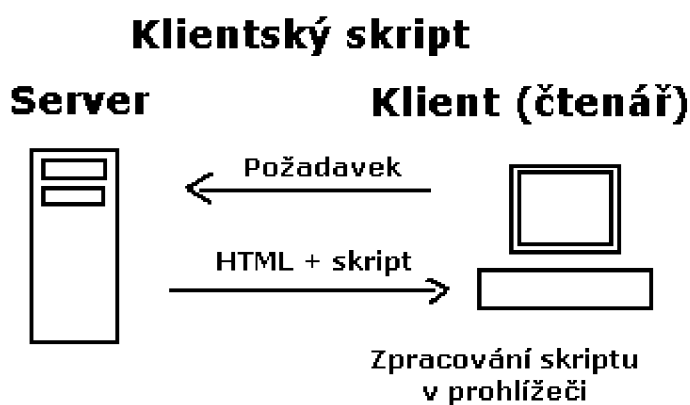 Klientský skript
Server
Klient (čtenář)
Požadavek
HTML + skript
Zpracování skriptu
v prohlížeči